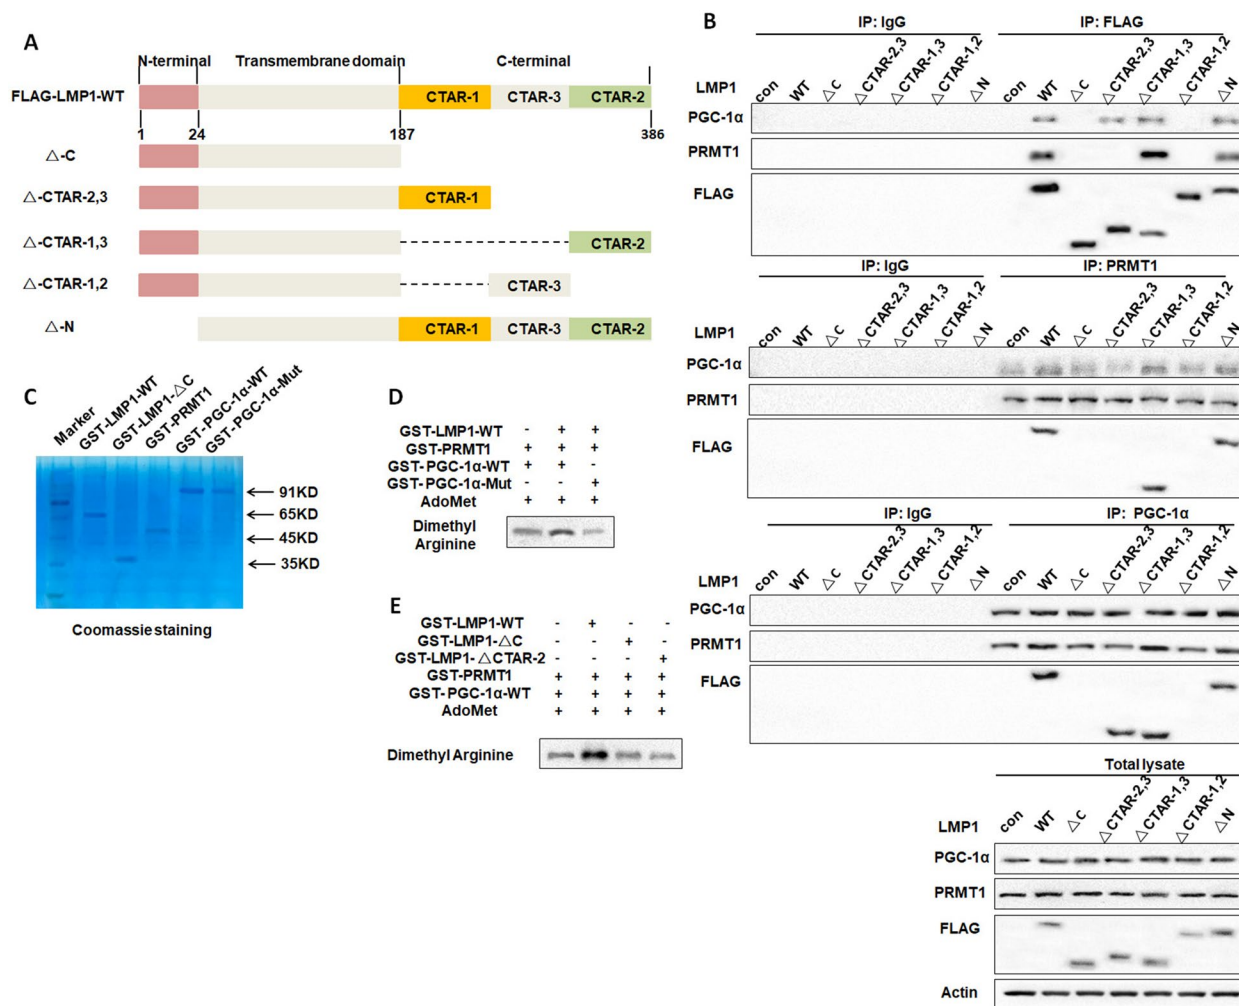 A
N-terminal Transmembrane domain C-terminal
FLAG-LMP1-WT CTAR-1 CTAR-3 CTAR-2
1 24 187 386
△-C
△-CTAR-2,3 CTAR-1
△-CTAR-1,3 CTAR-2
△-CTAR-1,2 CTAR-3
△-N CTAR-1 CTAR-3 CTAR-2
B
IP: IgG IP: FLAG
LMP1 con WT △C △CTAR-2,3 △CTAR-1,3 △CTAR-1,2 con WT △C △CTAR-2,3 △CTAR-1,3 △CTAR-1,2 △N
PGC-1α
PRMT1
FLAG
IP: IgG IP: PRMT1
LMP1 con WT △C △CTAR-2,3 △CTAR-1,3 △CTAR-1,2 △N con WT △C △CTAR-2,3 △CTAR-1,3 △CTAR-1,2 △N
PGC-1α
PRMT1
FLAG
IP: IgG IP: PGC-1α
LMP1 con WT △C △CTAR-2,3 △CTAR-1,3 △CTAR-1,2 △N con WT △C △CTAR-2,3 △CTAR-1,3 △CTAR-1,2 △N
PGC-1α
PRMT1
FLAG
Total lysate
LMP1 con WT △C △CTAR-2,3 △CTAR-1,3 △CTAR-1,2 △N
PGC-1α
PRMT1
FLAG
Actin
C
Marker GST-LMP1-WT GST-LMP1-△C GST-PRMT1 GST-PGC-1α-WT GST-PGC-1α-Mut
91KD
65KD
45KD
35KD
Coomassie staining
D
GST-LMP1-WT - + +
GST-PRMT1 + + +
GST-PGC-1α-WT + + -
GST-PGC-1α-Mut - - +
AdoMet + + +
Dimethyl
Arginine
E
GST-LMP1-WT - + - -
GST-LMP1-△C - - + -
GST-LMP1-△CTAR-2 - - - +
GST-PRMT1 + + + +
GST-PGC-1α-WT + + + +
AdoMet + + + +
Dimethyl Arginine